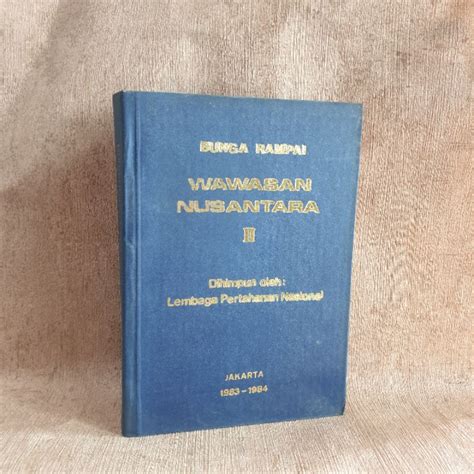 BUNGA RAMPAI
WAWASAN
NUSANTARA
II
Dihimpun oleh:
Lembaga Pertahanan Nasional
JAKARTA
1983-1984